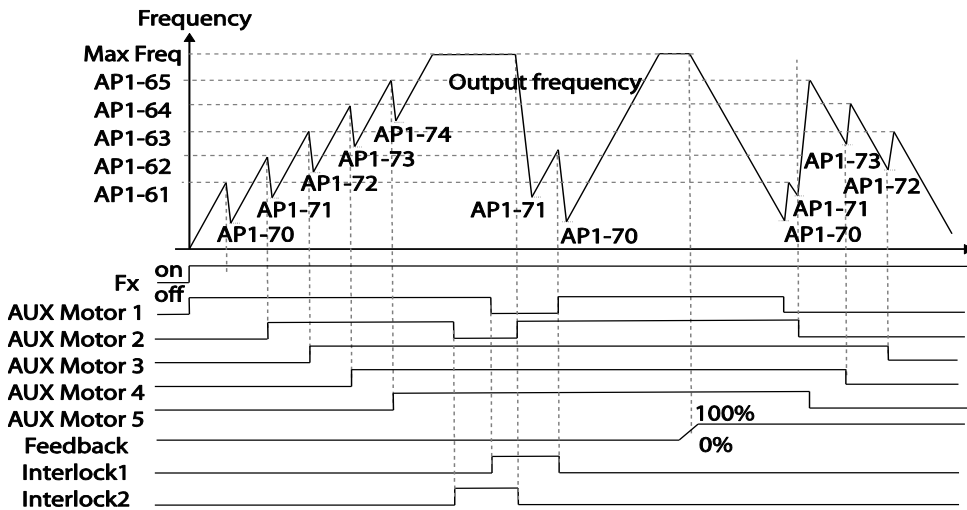 Frequency
Max Freq
AP1-65
Output frequency
AP1-64
AP1-63
AP1-74
AP1-62
AP1-73
AP1-73
AP1-72
AP1-72
AP1-61
AP1-71
AP1-71
AP1-71
AP1-70
AP1-70
AP1-70
on
Fx
off
AUX Motor 1
AUX Motor 2
AUX Motor 3
AUX Motor 4
AUX Motor 5
100%
Feedback
0%
Interlock1
Interlock2